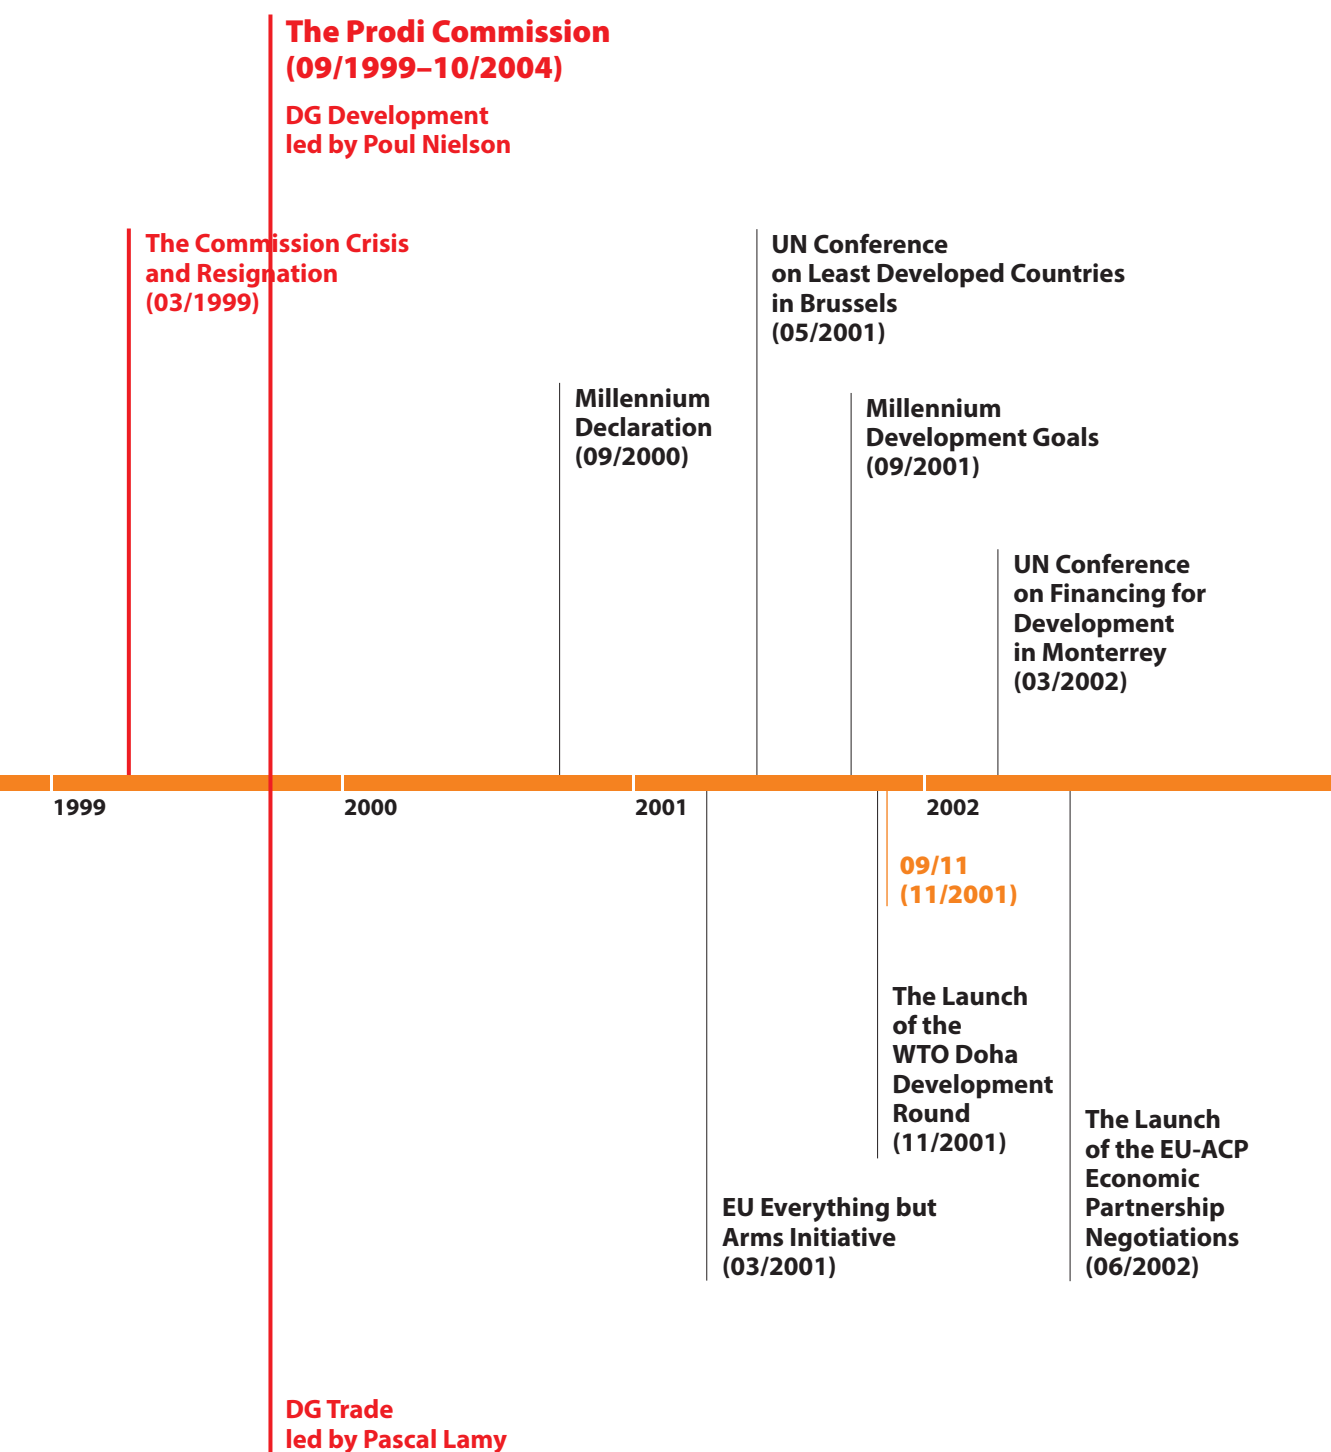 The Prodi Commission
(09/1999–10/2004)
DG Development
led by Poul Nielson
The Commission Crisis
and Resignation
(03/1999)
UN Conference
on Least Developed Countries
in Brussels
(05/2001)
Millennium
Declaration
(09/2000)
Millennium
Development Goals
(09/2001)
UN Conference
on Financing for
Development
in Monterrey
(03/2002)
1999
2000
2001
2002
09/11
(11/2001)
The Launch
of the
WTO Doha
Development
Round
(11/2001)
The Launch
of the EU-ACP
Economic
Partnership
Negotiations
(06/2002)
EU Everything but
Arms Initiative
(03/2001)
DG Trade
led by Pascal Lamy